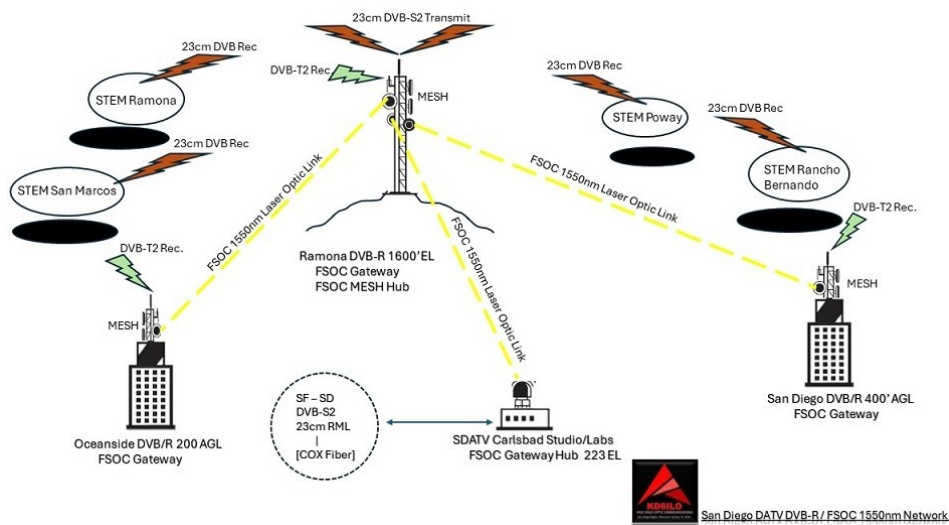 23cm DVB-S2 Transmit
23cm DVB Rec
DVB-T2 Rec.
MESH
STEM Ramona
23cm DVB Rec
STEM San Marcos
23cm DVB Rec
STEM Poway
23cm DVB Rec
STEM Rancho
Bernando
DVB-T2 Rec.
MESH
DVB-T2 Rec.
MESH
FSOC 1550nm Laser Optic Link
FSOC 1550nm Laser Optic Link
FSOC 1550nm Laser Optic Link
Ramona DVB-R 1600'EL
FSOC Gateway
FSOC MESH Hub
Oceanside DVB/R 200 AGL
FSOC Gateway
SF – SD
DVB-S2
23cm RML
|
[COX Fiber]
SDATV Carlsbad Studio/Labs
FSOC Gateway Hub 223 EL
San Diego DVB/R 400' AGL
FSOC Gateway
KD6ILO
San Diego DATV DVB-R / FSOC 1550nm Network